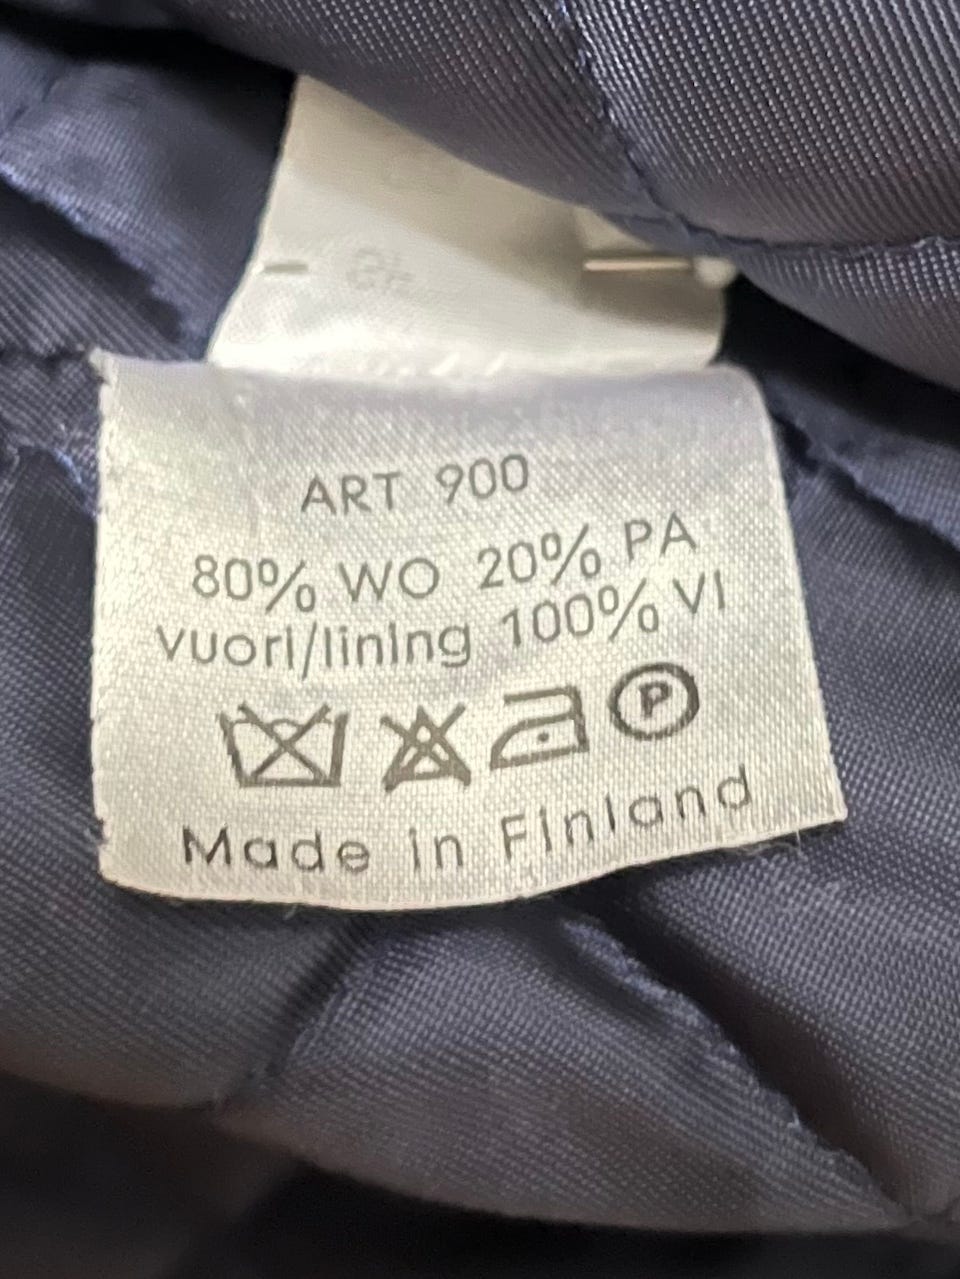 ART 900
80% WO 20% PA
vuori/lining 100% VI
P
Made in Finland